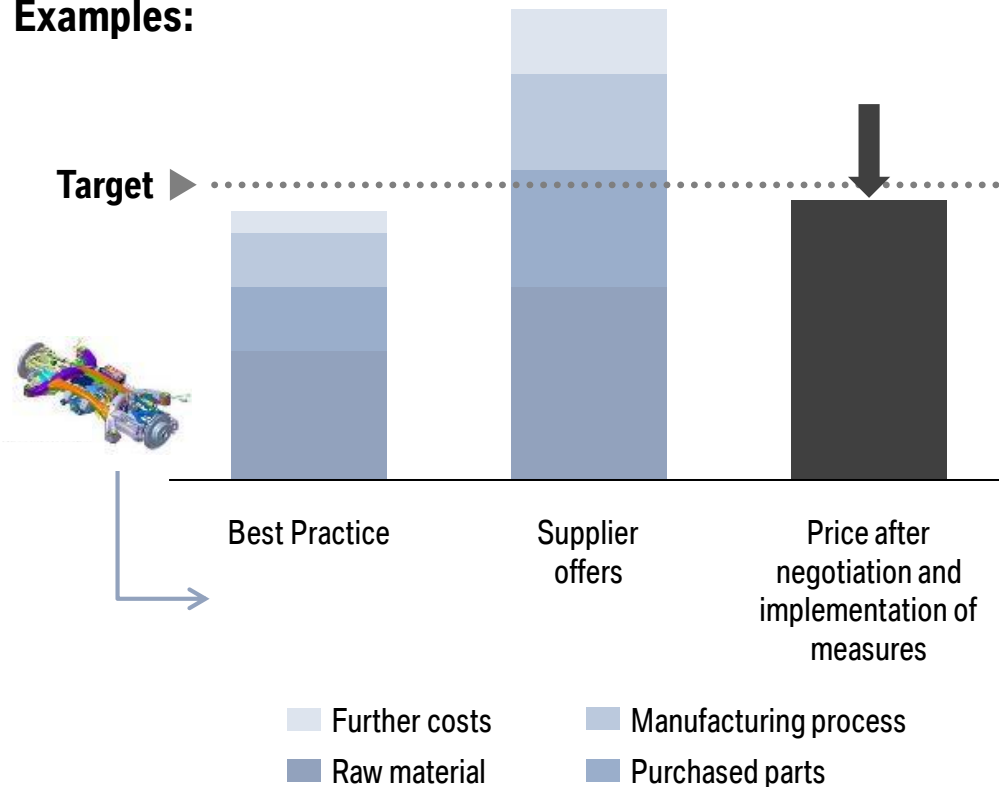 Examples:
Target
Best Practice
Supplier
offers
Price after
negotiation and
implementation of
measures
Further costs
Manufacturing process
Raw material
Purchased parts